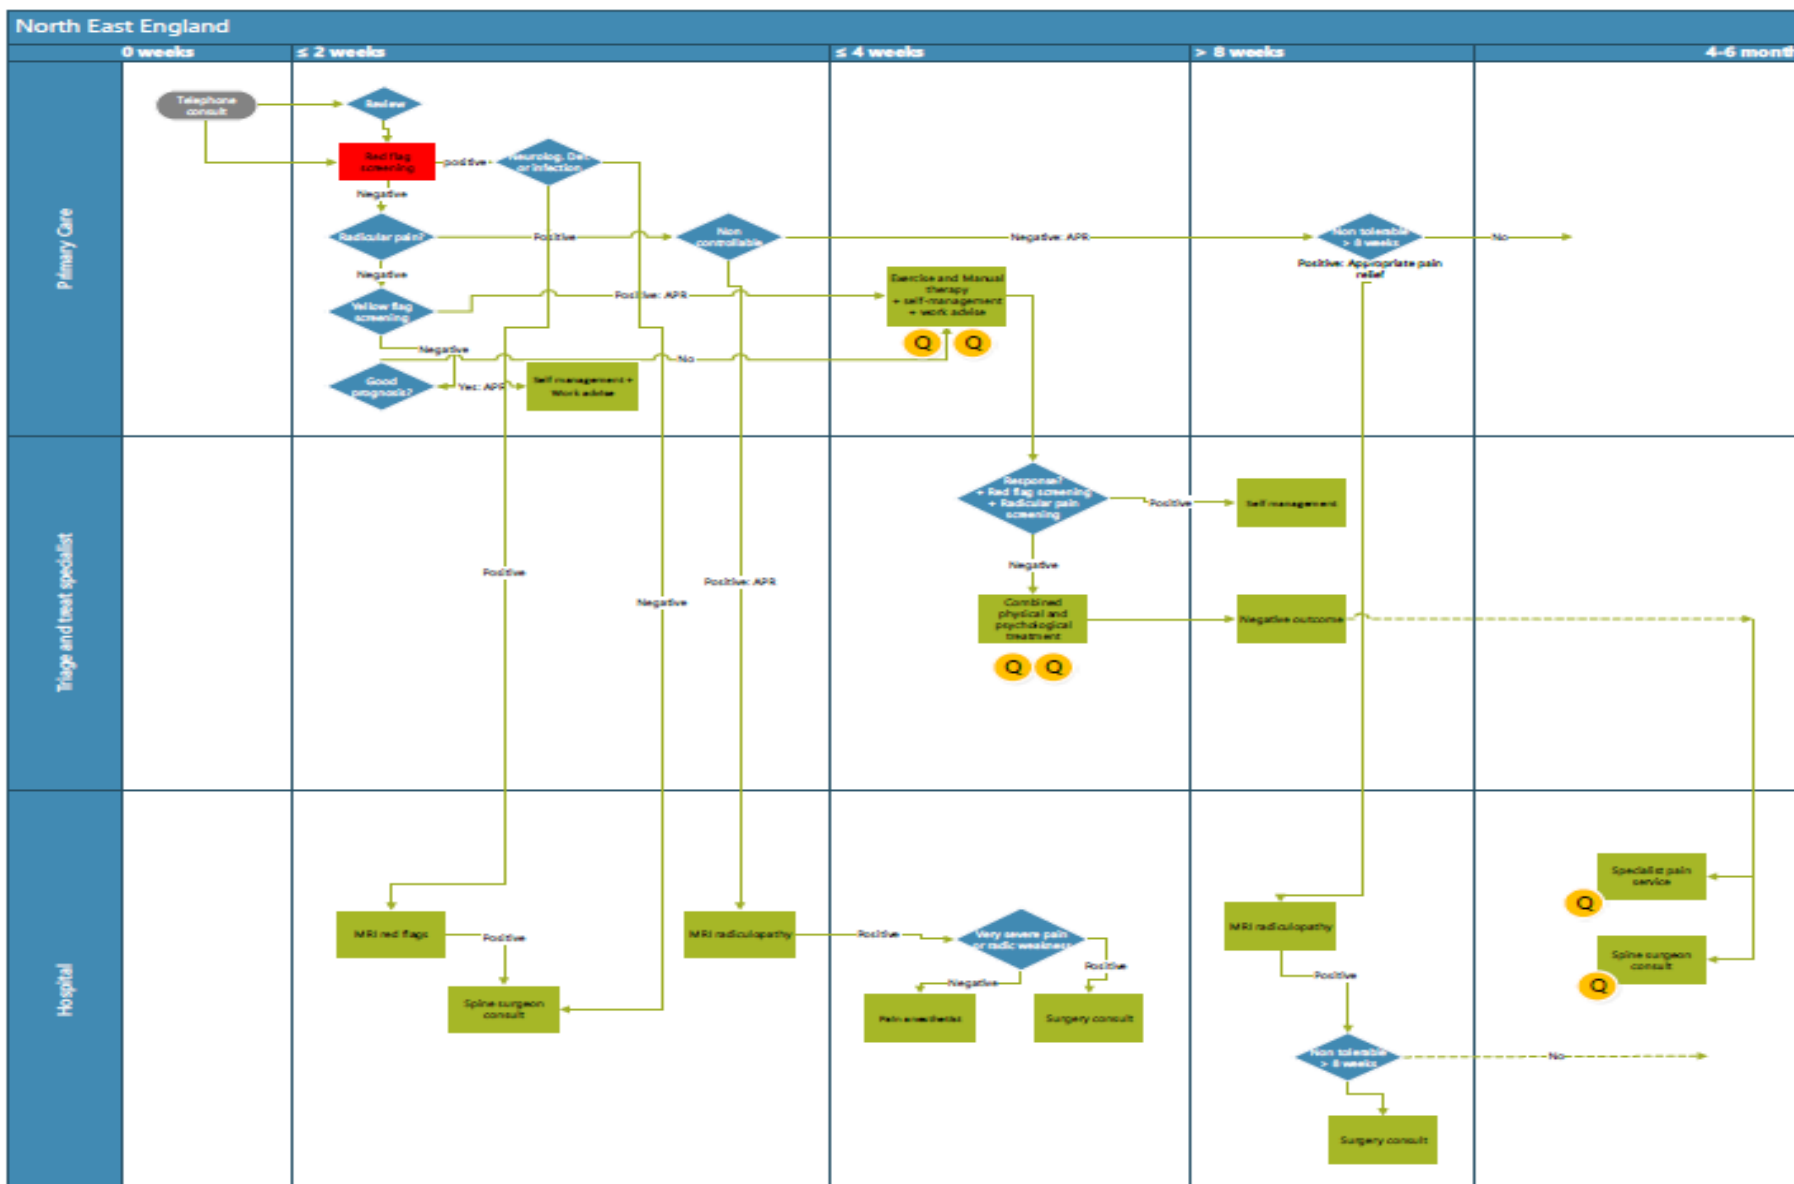 North East England
0 weeks
≤ 2 weeks
≤ 4 weeks
> 8 weeks
4-6 month
Primary Care
Telephone
consult
Review
Red flag
screening
positive
Neurolog. Def.
or infection
Negative
Radicular pain?
Positive
Non
controllable
Negative: APR
Non tolerable
> 8 weeks
No
Positive: Appropriate pain
relief
Negative
Yellow flag
screening
Positive: APR
Exercise and Manual
therapy
+ self-management
+ work advise
Q
Q
Negative
No
Good
prognosis?
Yes: APR
Self management +
Work advise
Triage and treat specialist
Response?
+ Red flag screening
+ Radicular pain
screening
Positive
Self management
Negative
Positive
Positive: APR
Negative
Combined
physical and
psychological
treatment
Negative outcome
Q
Q
Hospital
Specialist pain
service
Q
MRI red flags
Positive
MRI radiculopathy
Positive
Very severe pain
or radic weakness
Positive
Negative
MRI radiculopathy
Positive
Spine surgeon
consult
Q
Spine surgeon
consult
Pain anesthetist
Surgery consult
Non tolerable
> 8 weeks
No
Surgery consult